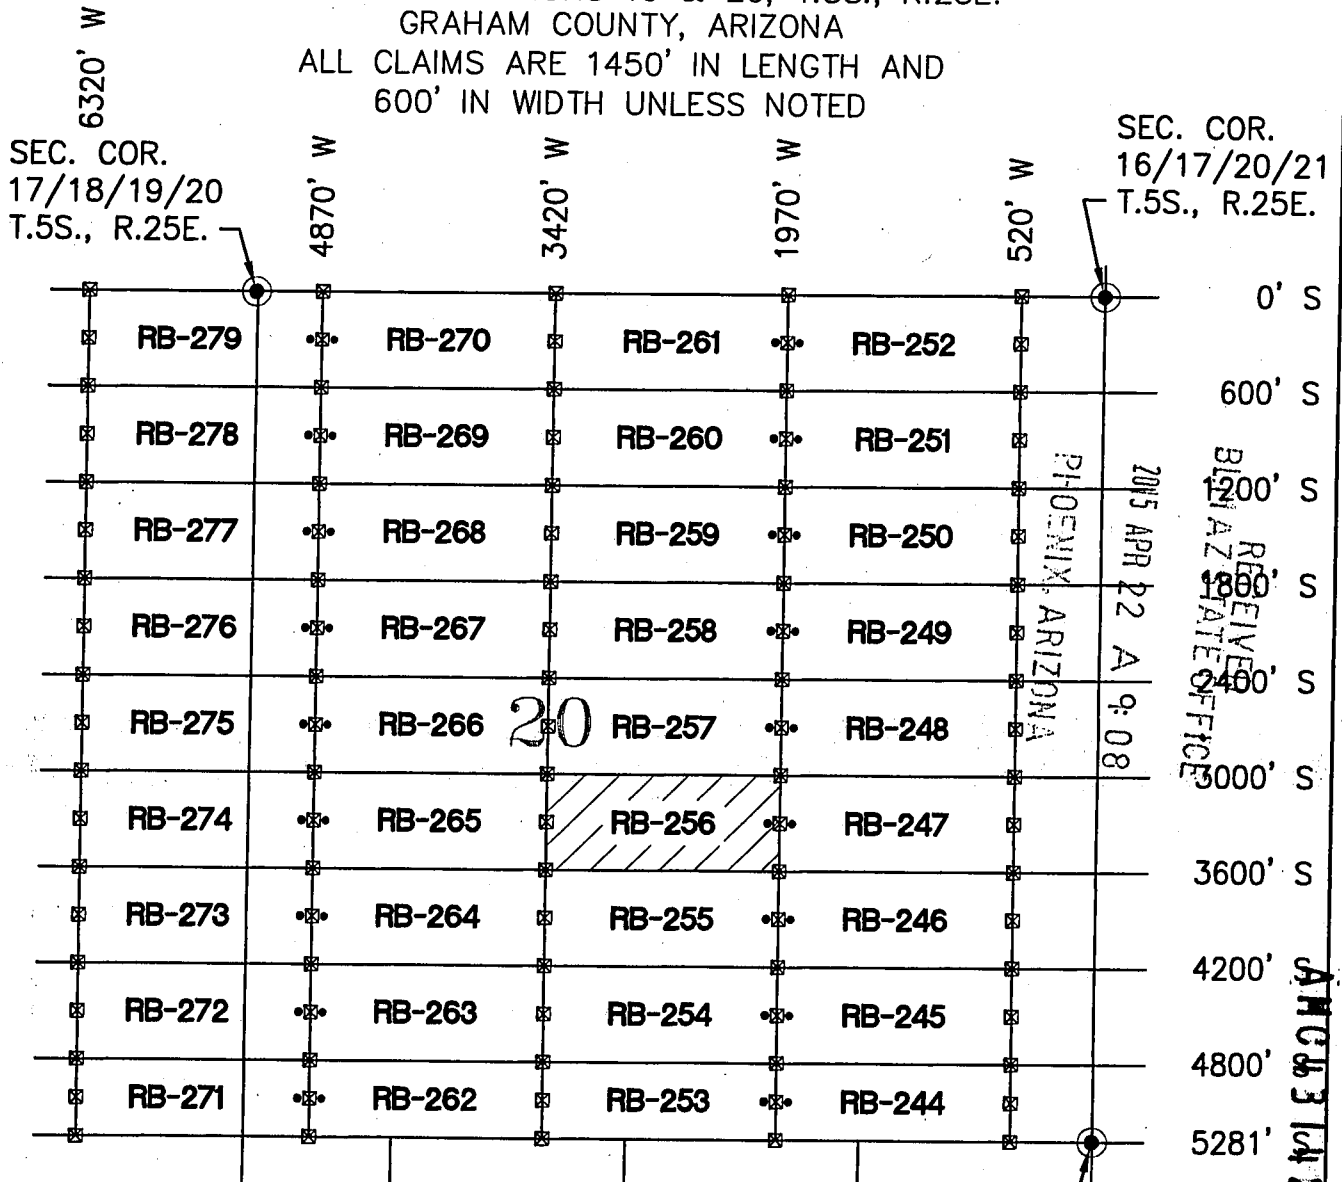 GRAHAM COUNTY, ARIZONA
ALL CLAIMS ARE 1450' IN LENGTH AND
600' IN WIDTH UNLESS NOTED
SEC. COR.
17/18/19/20
T.5S., R.25E.
SEC. COR.
16/17/20/21
T.5S., R.25E.
6320' W
4870' W
3420' W
1970' W
520' W
0' S
RB-279 RB-270 RB-261 RB-252
600' S
RB-278 RB-269 RB-260 RB-251
1200' S
RB-277 RB-268 RB-259 RB-250
1800' S
RB-276 RB-267 RB-258 RB-249
2400' S
RB-275 RB-266 20 RB-257 RB-248
3000' S
RB-274 RB-265 RB-256 RB-247
3600' S
RB-273 RB-264 RB-255 RB-246
4200' S
RB-272 RB-263 RB-254 RB-245
4800' S
RB-271 RB-262 RB-253 RB-244
5281' S
RECEIVED
BLM AZ STATE OFFICE
2015 APR 22 A 9:08
PHOENIX, ARIZONA